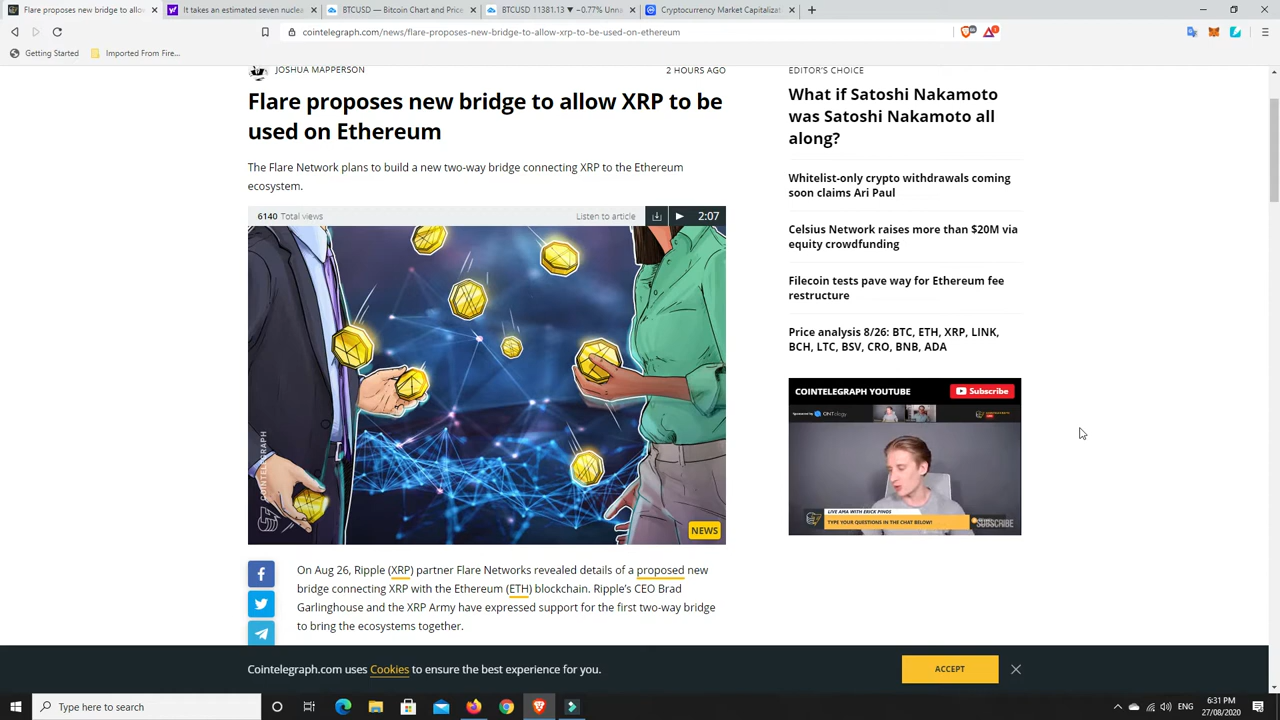 Flare proposes new bridge to allow
It takes an estimated seven nuclea
BTCUSD — Bitcoin Chart and Price
BTCUSD 11381.13 ▼ −0.77% Unna
Cryptocurrency Market Capitalizat
cointelegraph.com/news/flare-proposes-new-bridge-to-allow-xrp-to-be-used-on-ethereum
Getting Started
Imported From Fire...
JOSHUA MAPPERSON
2 HOURS AGO
Flare proposes new bridge to allow XRP to be
used on Ethereum
The Flare Network plans to build a new two-way bridge connecting XRP to the Ethereum
ecosystem.
6140 Total views
Listen to article
2:07
COINTELEGRAPH
NEWS
On Aug 26, Ripple (XRP) partner Flare Networks revealed details of a proposed new
bridge connecting XRP with the Ethereum (ETH) blockchain. Ripple's CEO Brad
Garlinghouse and the XRP Army have expressed support for the first two-way bridge
to bring the ecosystems together.
EDITOR'S CHOICE
What if Satoshi Nakamoto
was Satoshi Nakamoto all
along?
Whitelist-only crypto withdrawals coming
soon claims Ari Paul
Celsius Network raises more than $20M via
equity crowdfunding
Filecoin tests pave way for Ethereum fee
restructure
Price analysis 8/26: BTC, ETH, XRP, LINK,
BCH, LTC, BSV, CRO, BNB, ADA
COINTELEGRAPH YOUTUBE
Subscribe
Sponsored by
LIVE AMA WITH ERICK PINOS
TYPE YOUR QUESTIONS IN THE CHAT BELOW!
SUBSCRIBE
Cointelegraph.com uses Cookies to ensure the best experience for you.
ACCEPT
Type here to search
ENG
6:31 PM
27/08/2020